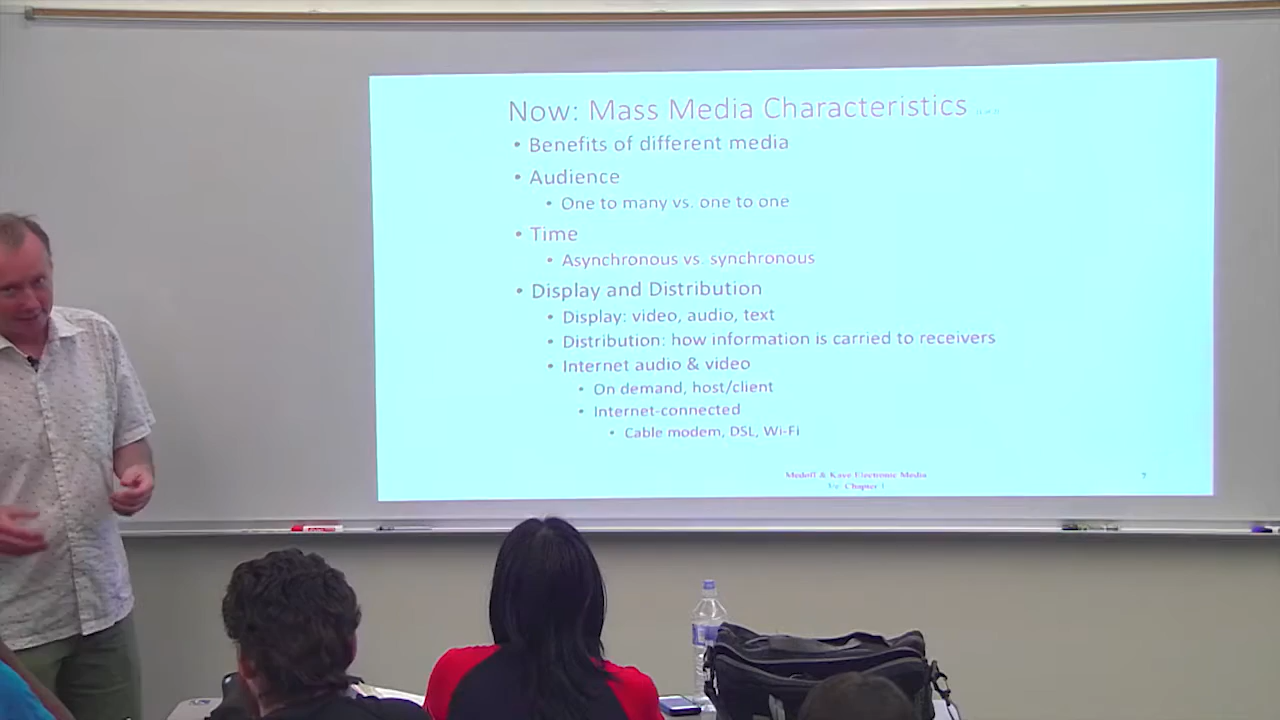 Now: Mass Media Characteristics
• Benefits of different media
• Audience
• One to many vs. one to one
• Time
• Asynchronous vs. synchronous
• Display and Distribution
• Display: video, audio, text
• Distribution: how information is carried to receivers
• Internet audio & video
• On demand, host/client
• Internet-connected
• Cable modem, DSL, Wi-Fi
Medoff & Kaye Electronic Media
Chapter 1